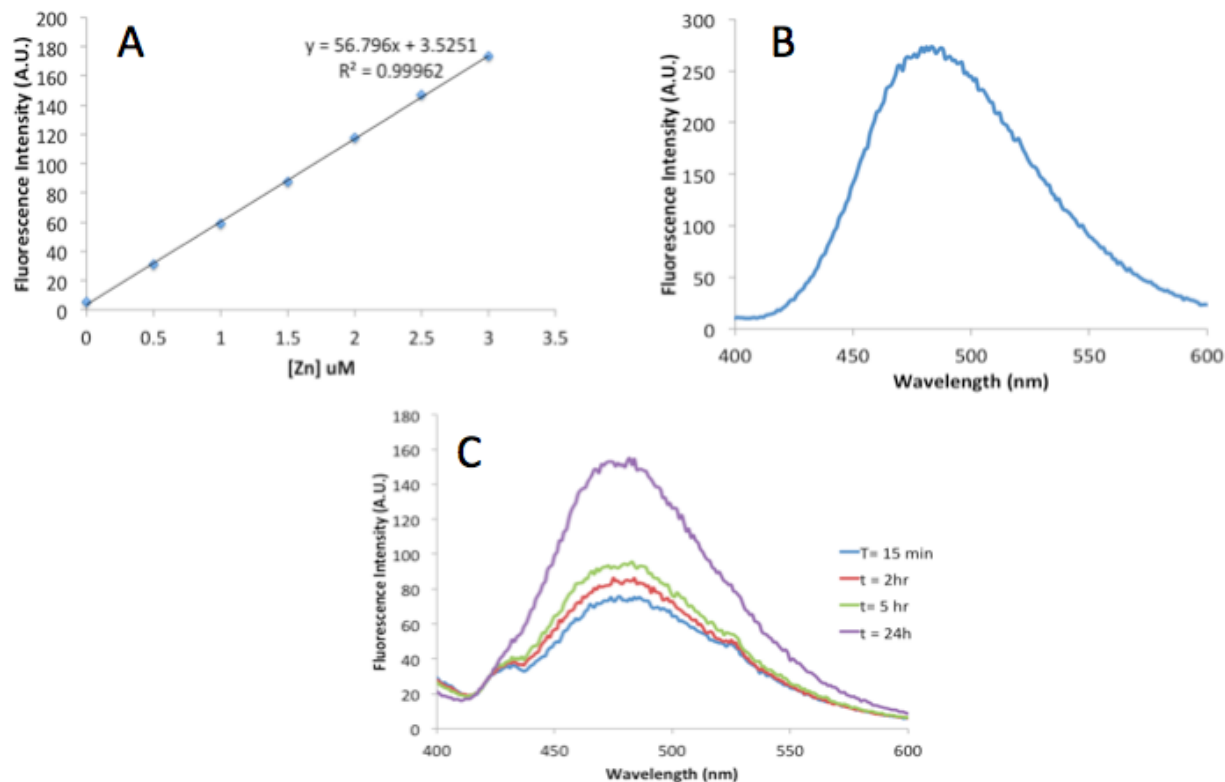 A
y = 56.796x + 3.5251
R² = 0.99962
Fluorescence Intensity (A.U.)
200
180
160
140
120
100
80
60
40
20
0
0 0.5 1 1.5 2 2.5 3 3.5
[Zn] uM
B
Fluorescence Intensity (A.U.)
300
250
200
150
100
50
0
400 450 500 550 600
Wavelength (nm)
C
Fluorescence Intensity (A.U.)
180
160
140
120
100
80
60
40
20
0
400 450 500 550 600
Wavelength (nm)
T= 15 min
t = 2hr
t= 5 hr
t = 24h